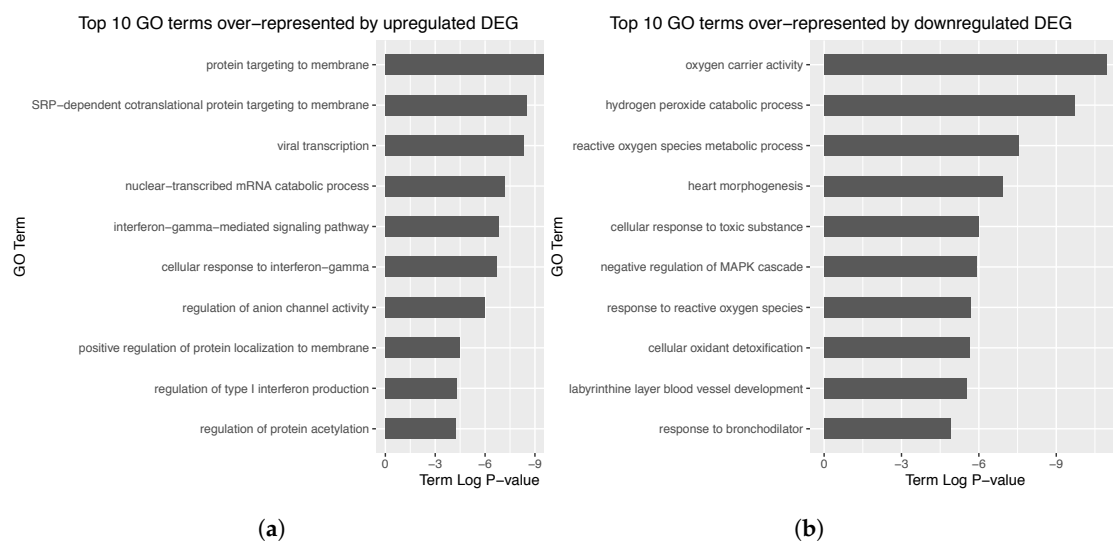 Top 10 GO terms over−represented by upregulated DEG
protein targeting to membrane
SRP−dependent cotranslational protein targeting to membrane
viral transcription
nuclear−transcribed mRNA catabolic process
interferon−gamma−mediated signaling pathway
cellular response to interferon−gamma
regulation of anion channel activity
positive regulation of protein localization to membrane
regulation of type I interferon production
regulation of protein acetylation
GO Term
0 −3 −6 −9
Term Log P−value
(a)
Top 10 GO terms over−represented by downregulated DEG
oxygen carrier activity
hydrogen peroxide catabolic process
reactive oxygen species metabolic process
heart morphogenesis
cellular response to toxic substance
negative regulation of MAPK cascade
response to reactive oxygen species
cellular oxidant detoxification
labyrinthine layer blood vessel development
response to bronchodilator
GO Term
0 −3 −6 −9
Term Log P−value
(b)